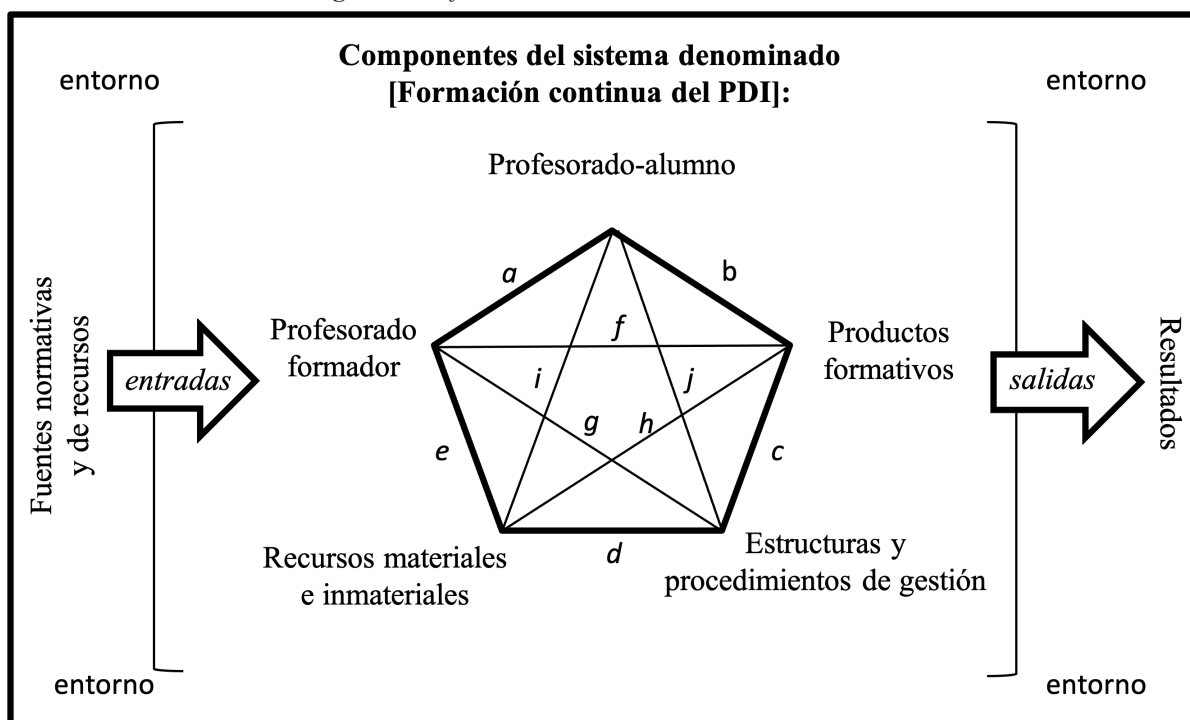 Componentes del sistema denominado
[Formación continua del PDI]:
entorno
entorno
Profesorado-alumno
a
b
Profesorado
formador
f
Productos
formativos
Fuentes normativas
y de recursos
entradas
i
j
salidas
Resultados
g
h
e
c
Recursos materiales
e inmateriales
d
Estructuras y
procedimientos de gestión
entorno
entorno